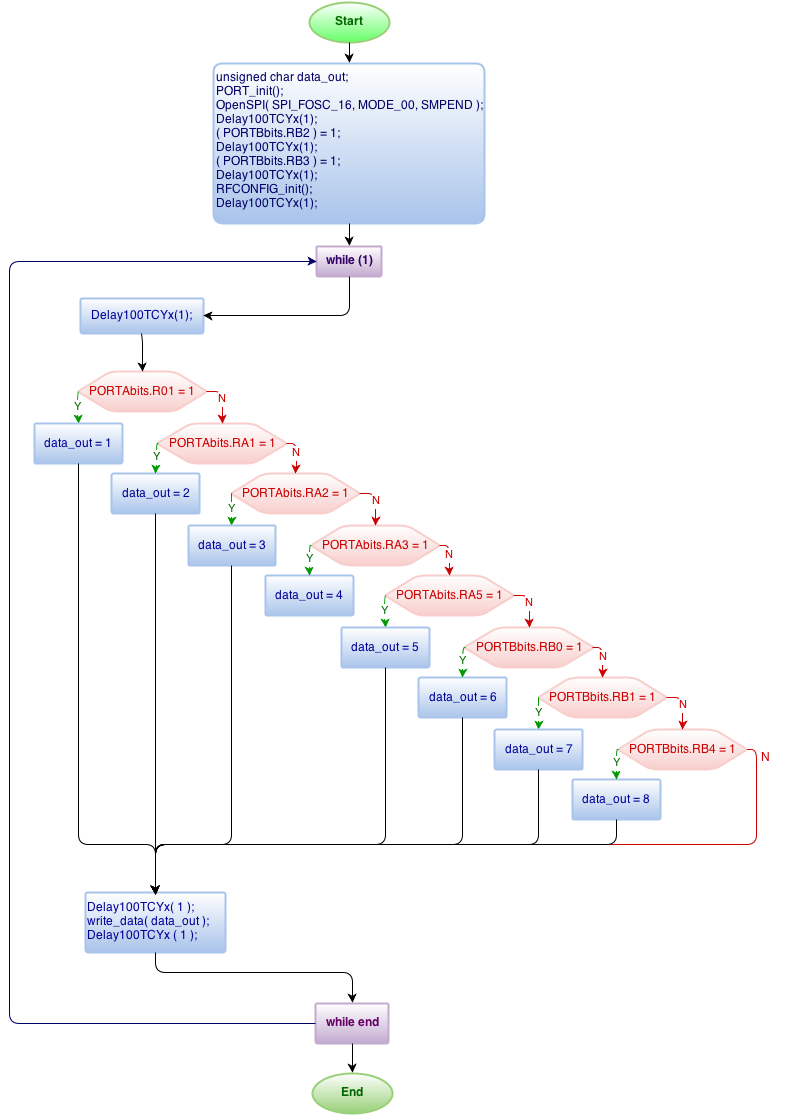 Start
unsigned char data_out;
PORT_init();
OpenSPI( SPI_FOSC_16, MODE_00, SMPEND );
Delay100TCYx(1);
( PORTBbits.RB2 ) = 1;
Delay100TCYx(1);
( PORTBbits.RB3 ) = 1;
Delay100TCYx(1);
RFCONFIG_init();
Delay100TCYx(1);
while (1)
Delay100TCYx(1);
PORTAbits.R01 = 1
Y
N
data_out = 1
PORTAbits.RA1 = 1
Y
N
data_out = 2
PORTAbits.RA2 = 1
Y
N
data_out = 3
PORTAbits.RA3 = 1
Y
N
data_out = 4
PORTAbits.RA5 = 1
Y
N
data_out = 5
PORTBbits.RB0 = 1
Y
N
data_out = 6
PORTBbits.RB1 = 1
Y
N
data_out = 7
PORTBbits.RB4 = 1
Y
N
data_out = 8
Delay100TCYx( 1 );
write_data( data_out );
Delay100TCYx ( 1 );
while end
End